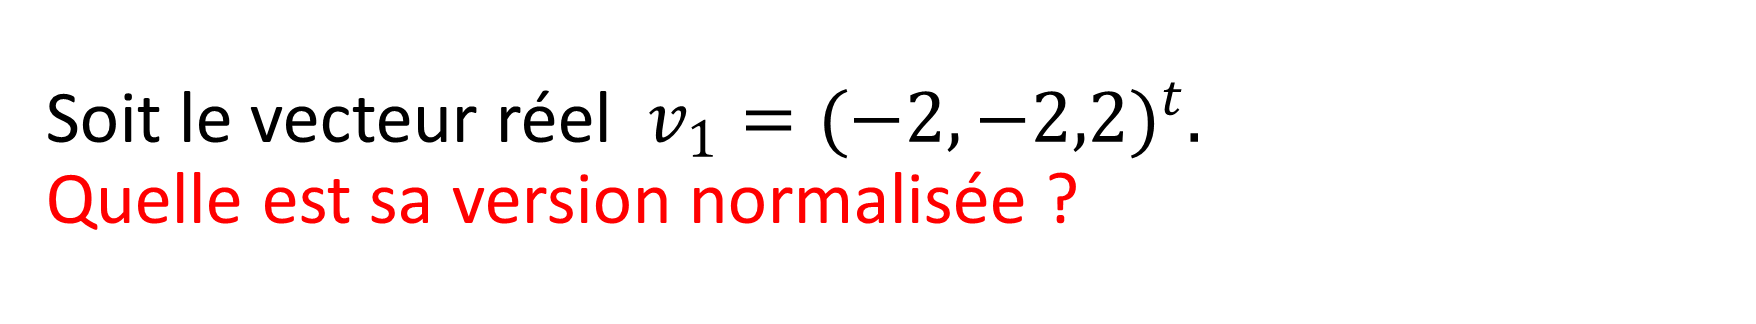 Soit le vecteur réel v₁ = (−2, −2,2)ᵗ.
Quelle est sa version normalisée ?